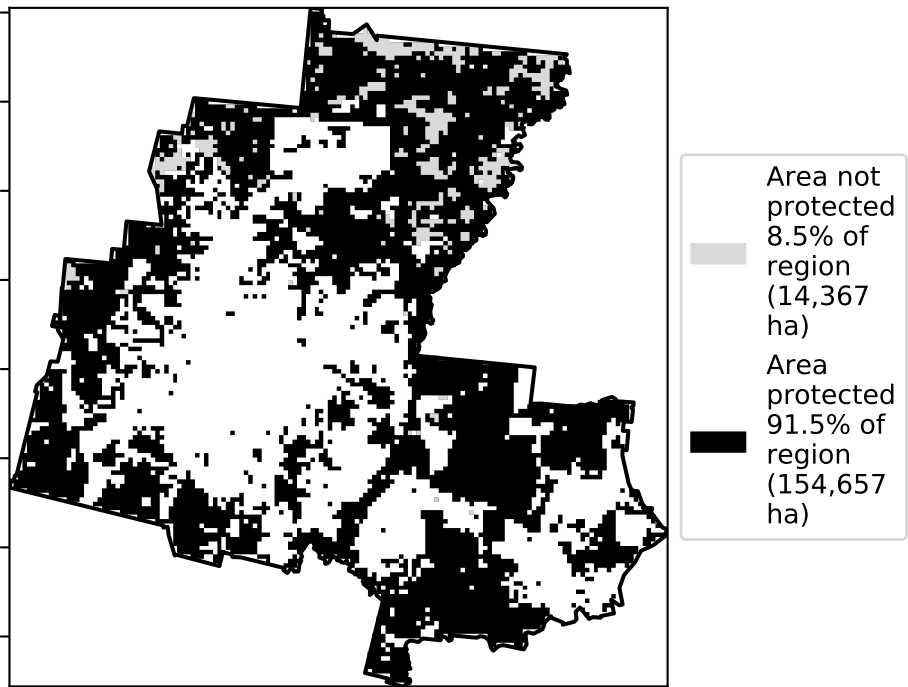 Area not
protected
8.5% of
region
(14,367
ha)
Area
protected
91.5% of
region
(154,657
ha)